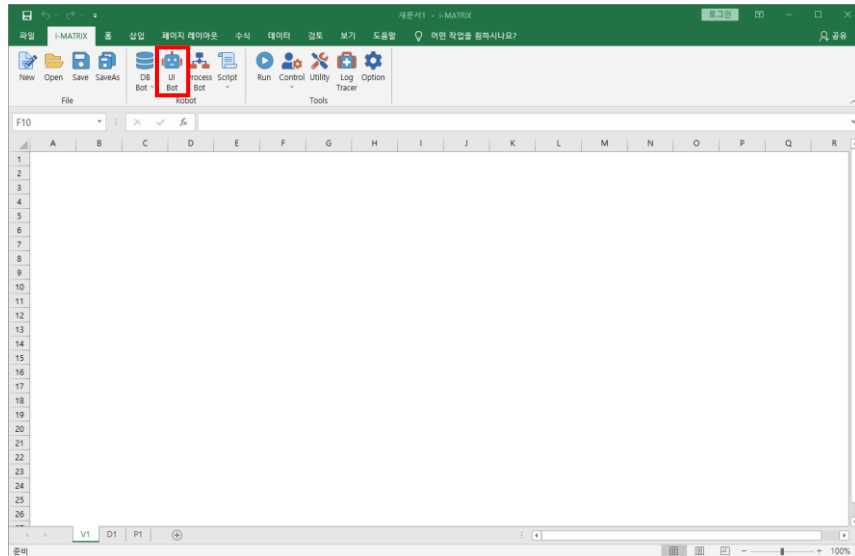 새문서1 - i-MATRIX
로그인
파일 i-MATRIX 홈 삽입 페이지 레이아웃 수식 데이터 검토 보기 도움말 어떤 작업을 원하시나요? 공유
New Open Save SaveAs DB Bot UI Bot Process Bot Script Run Control Utility Log Tracer Option
File Robot Tools
F10 fx
A B C D E F G H I J K L M N O P Q R
1
2
3
4
5
6
7
8
9
10
11
12
13
14
15
16
17
18
19
20
21
22
23
24
25
26
V1 D1 P1
준비 100%